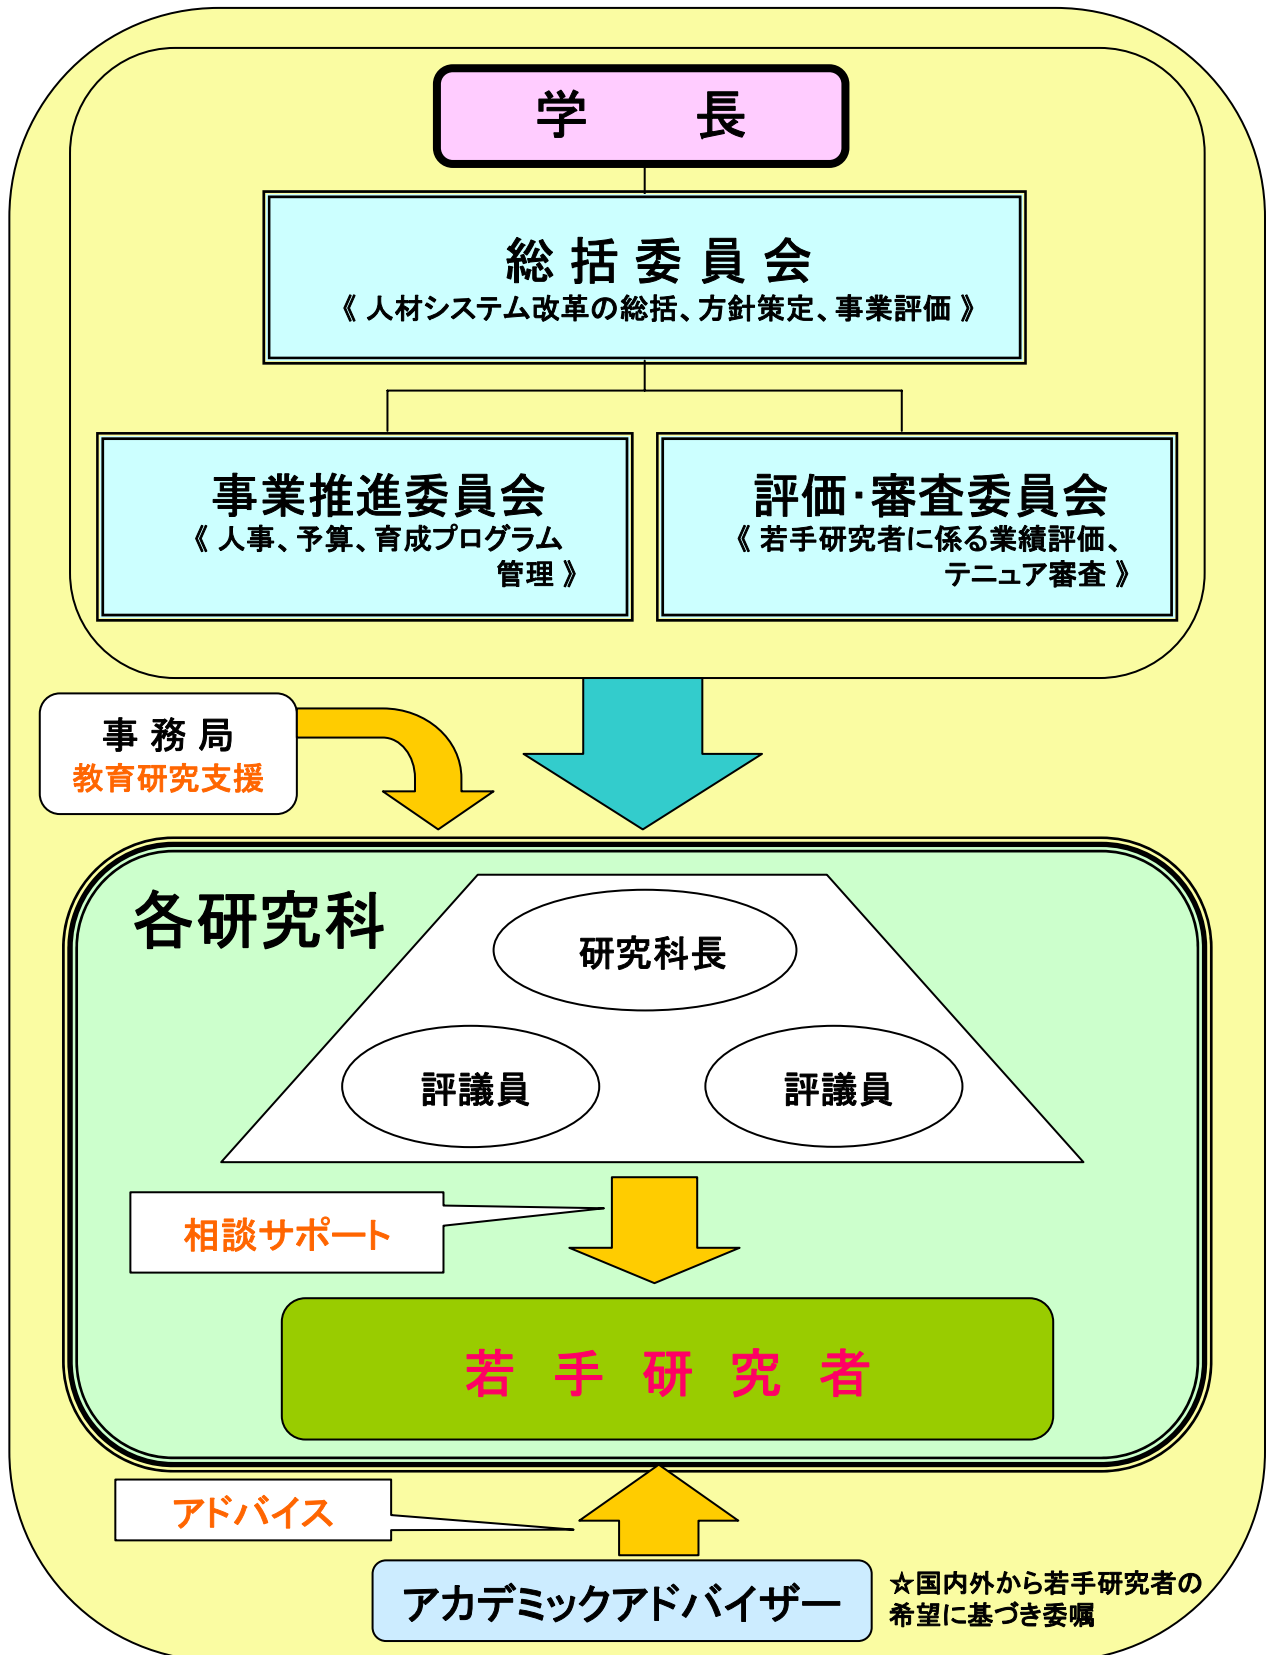 学　長
総括委員会
《 人材システム改革の総括、方針策定、事業評価 》
事業推進委員会
《 人事、予算、育成プログラム
管理 》
評価・審査委員会
《 若手研究者に係る業績評価、
テニュア審査 》
事務局
教育研究支援
各研究科
研究科長
評議員
評議員
相談サポート
若手研究者
アドバイス
アカデミックアドバイザー
☆国内外から若手研究者の
希望に基づき委嘱